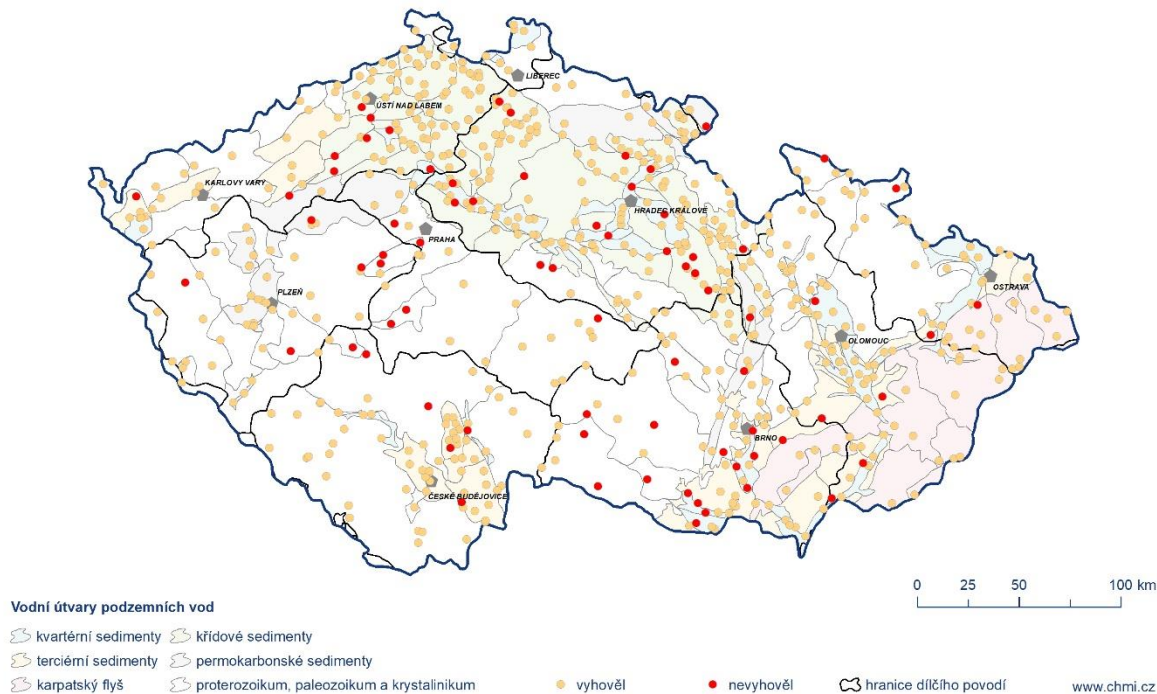 LIBEREC
ÚSTÍ NAD LABEM
KARLOVY VARY
HRADEC KRÁLOVÉ
PRAHA
PLZEŇ
OSTRAVA
OLOMOUC
BRNO
ČESKÉ BUDĚJOVICE
0 25 50 100 km
Vodní útvary podzemních vod
kvartérní sedimenty křídové sedimenty
terciérní sedimenty permokarbonské sedimenty
karpatský flyš proterozoikum, paleozoikum a krystalinikum vyhověl nevyhověl hranice dílčího povodí www.chmi.cz